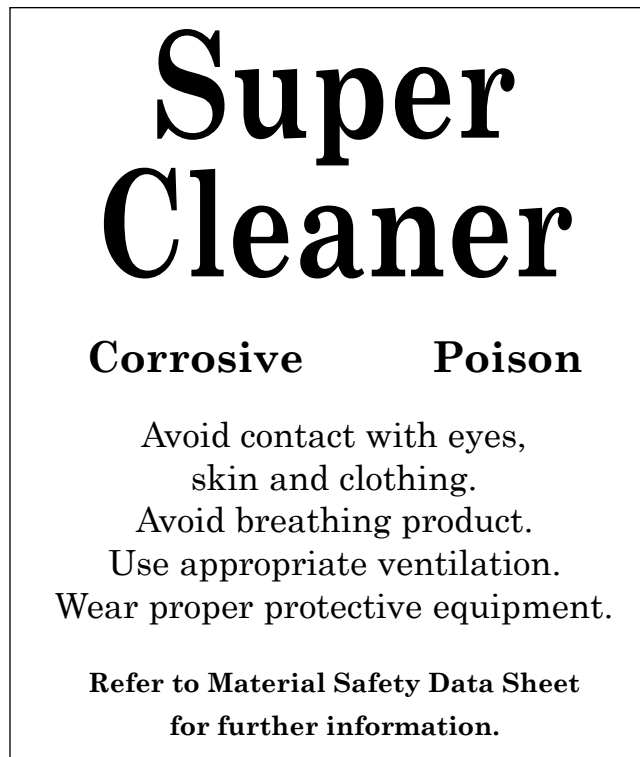 Super
Cleaner
Corrosive Poison
Avoid contact with eyes,
skin and clothing.
Avoid breathing product.
Use appropriate ventilation.
Wear proper protective equipment.
Refer to Material Safety Data Sheet
for further information.